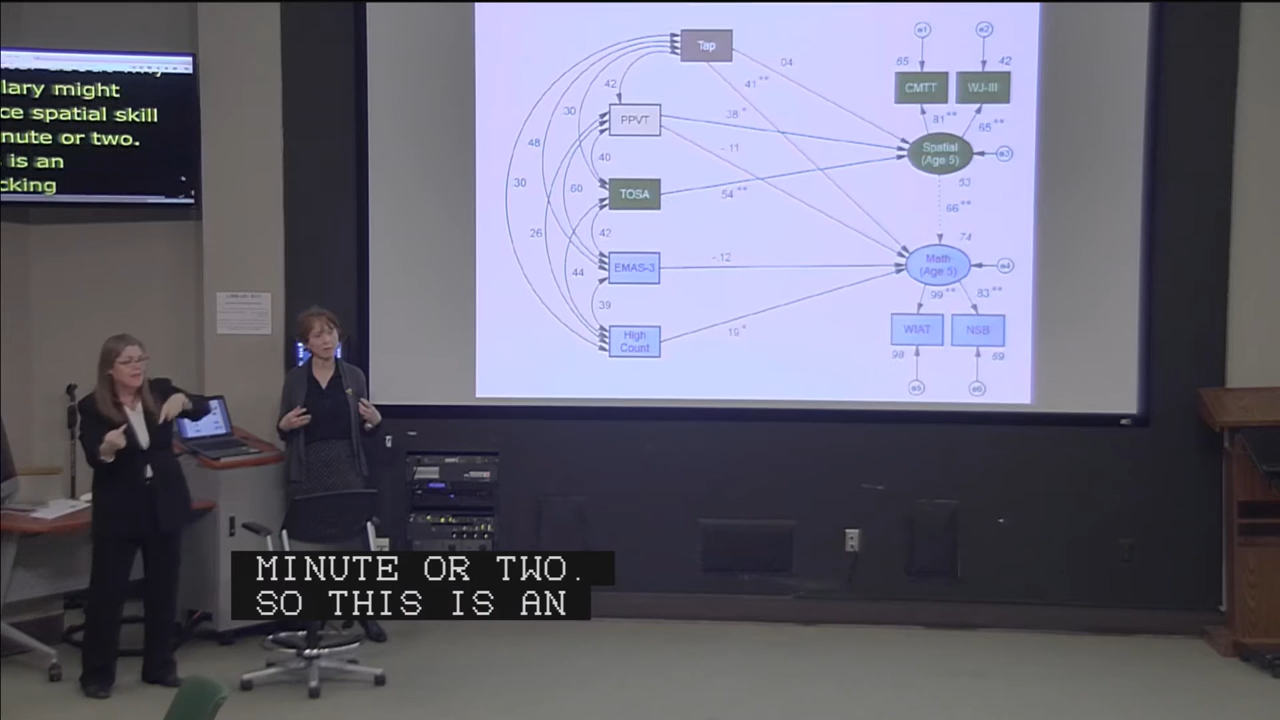 lary might
ce spatial skill
nute or two.
is an
cking
Tap
e1
e2
65
42
CMTT
WJ-III
04
41**
42
30
PPVT
38*
81**
65**
48
-.11
Spatial
(Age 5)
e3
40
30
60
TOSA
54**
53
66**
26
42
74
44
EMAS-3
-.12
Math
(Age 5)
e4
39
99**
83**
High
Count
19*
WIAT
NSB
98
69
e5
e6
MINUTE OR TWO.
SO THIS IS AN